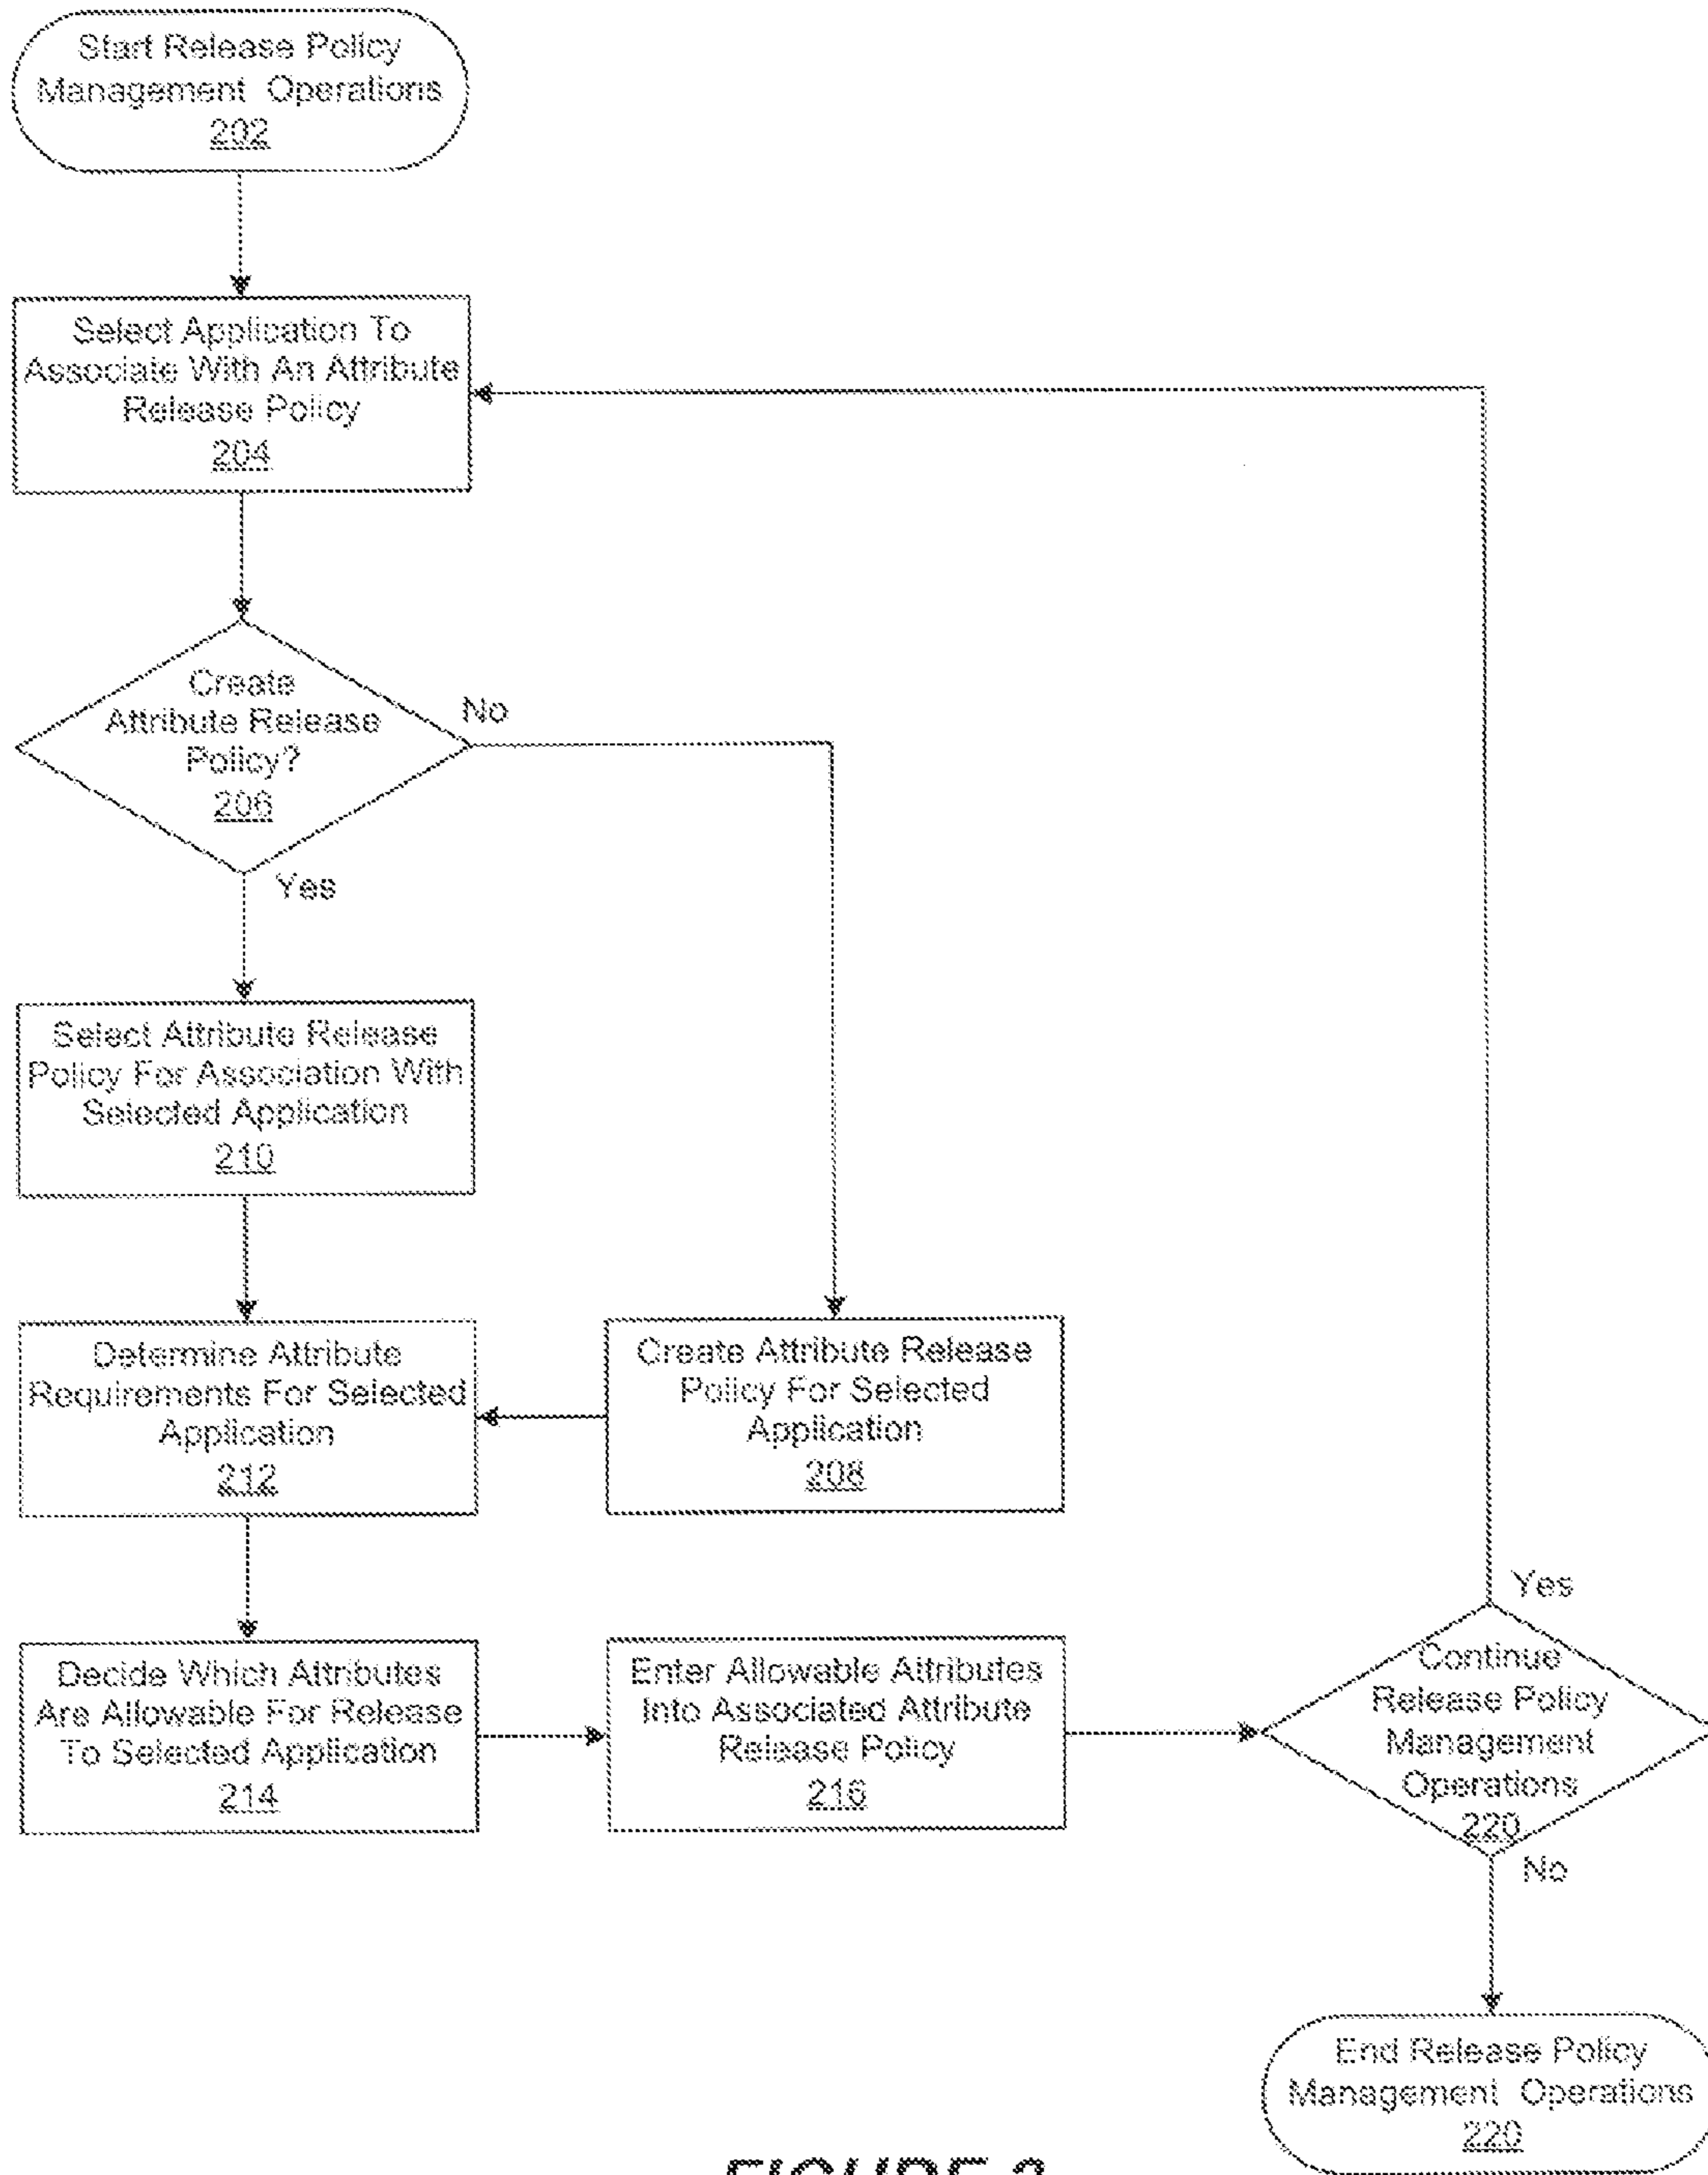 Start Release Policy
Management Operations
202
Select Application To
Associate With An Attribute
Release Policy
204
Create
Attribute Release
Policy?
206
No
Yes
Select Attribute Release
Policy For Association With
Selected Application
210
Determine Attribute
Requirements For Selected
Application
212
Create Attribute Release
Policy For Selected
Application
208
Decide Which Attributes
Are Allowable For Release
To Selected Application
214
Enter Allowable Attributes
Into Associated Attribute
Release Policy
216
Yes
Continue
Release Policy
Management
Operations
220
No
End Release Policy
Management Operations
220
FIGURE